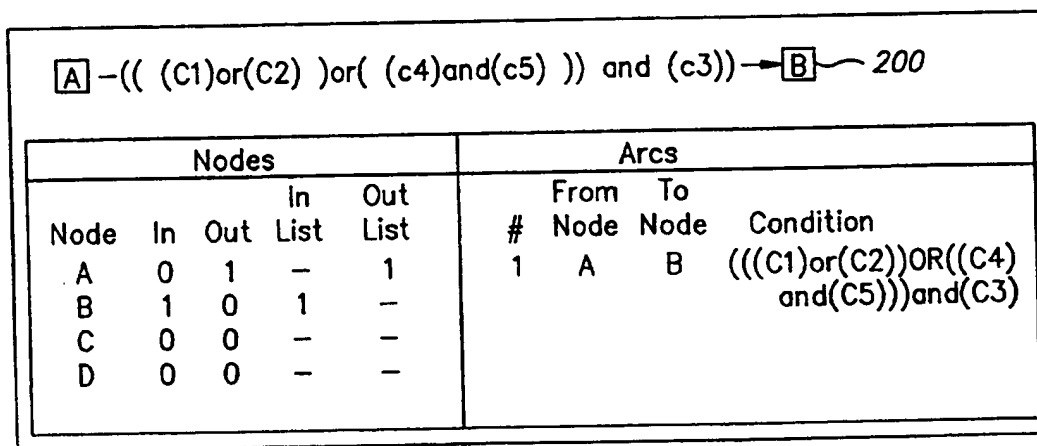 A -(( (C1)or(C2) )or( (c4)and(c5) )) and (c3))→ B 200
Nodes Arcs
In Out From To
Node In Out List List # Node Node Condition
A 0 1 – 1 1 A B (((C1)or(C2))OR((C4)
B 1 0 1 – and(C5)))and(C3)
C 0 0 – –
D 0 0 – –